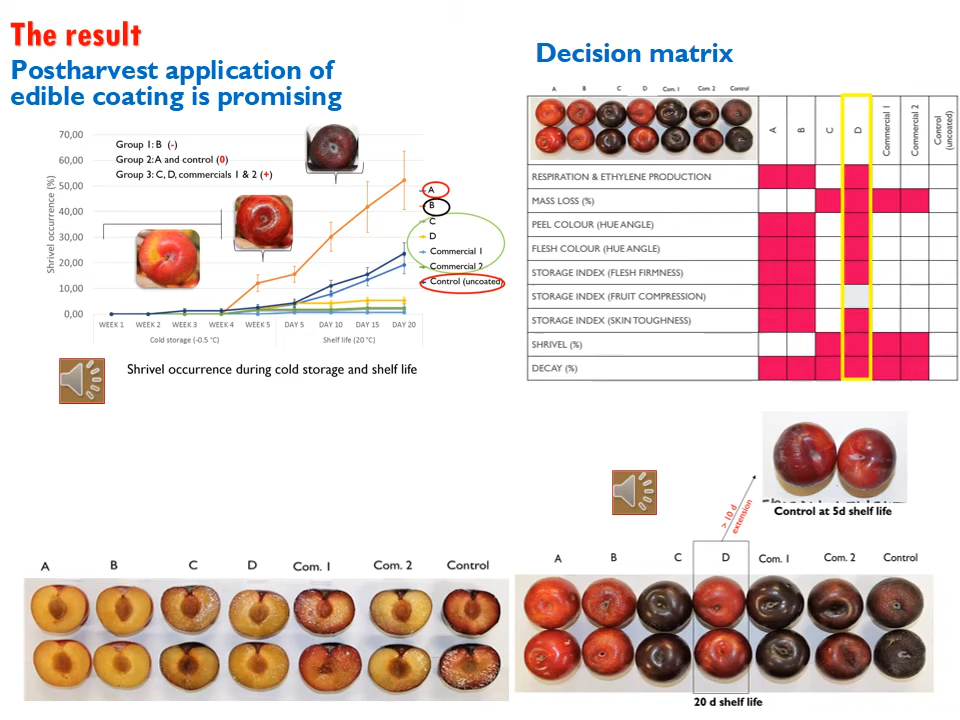 The result
Postharvest application of
edible coating is promising
70,00
60,00
50,00
40,00
30,00
20,00
10,00
0,00
Shrivel occurrence (%)
Group 1: B (-)
Group 2: A and control (0)
Group 3: C, D, commercials 1 & 2 (+)
A
B
C
D
Commercial 1
Commercial 2
Control (uncoated)
WEEK 1 WEEK 2 WEEK 3 WEEK 4 WEEK 5 DAY 5 DAY 10 DAY 15 DAY 20
Cold storage (-0.5 °C) Shelf life (20 °C)
Shrivel occurrence during cold storage and shelf life
Decision matrix
A B C D Com. 1 Com. 2 Control
A B C D Commercial 1 Commercial 2 Control (uncoated)
RESPIRATION & ETHYLENE PRODUCTION
MASS LOSS (%)
PEEL COLOUR (HUE ANGLE)
FLESH COLOUR (HUE ANGLE)
STORAGE INDEX (FLESH FIRMNESS)
STORAGE INDEX (FRUIT COMPRESSION)
STORAGE INDEX (SKIN TOUGHNESS)
SHRIVEL (%)
DECAY (%)
Control at 5d shelf life
> 10 d
extension
A B C D Com. 1 Com. 2 Control
A B C D Com. 1 Com. 2 Control
20 d shelf life